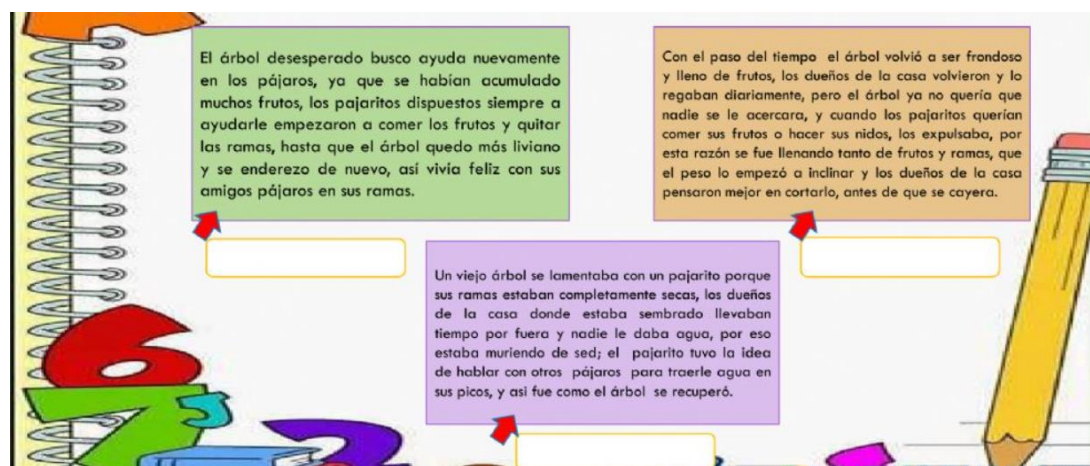 El árbol desesperado busco ayuda nuevamente
en los pájaros, ya que se habían acumulado
muchos frutos, los pajaritos dispuestos siempre a
ayudarle empezaron a comer los frutos y quitar
las ramas, hasta que el árbol quedo más liviano
y se enderezo de nuevo, así vivía feliz con sus
amigos pájaros en sus ramas.
Con el paso del tiempo el árbol volvió a ser frondoso
y lleno de frutos, los dueños de la casa volvieron y lo
regaban diariamente, pero el árbol ya no quería que
nadie se le acercara, y cuando los pajaritos querían
comer sus frutos o hacer sus nidos, los expulsaba, por
esta razón se fue llenando tanto de frutos y ramas, que
el peso lo empezó a inclinar y los dueños de la casa
pensaron mejor en cortarlo, antes de que se cayera.
Un viejo árbol se lamentaba con un pajarito porque
sus ramas estaban completamente secas, los dueños
de la casa donde estaba sembrado llevaban
tiempo por fuera y nadie le daba agua, por eso
estaba muriendo de sed; el pajarito tuvo la idea
de hablar con otros pájaros para traerle agua en
sus picos, y asi fue como el árbol se recuperó.